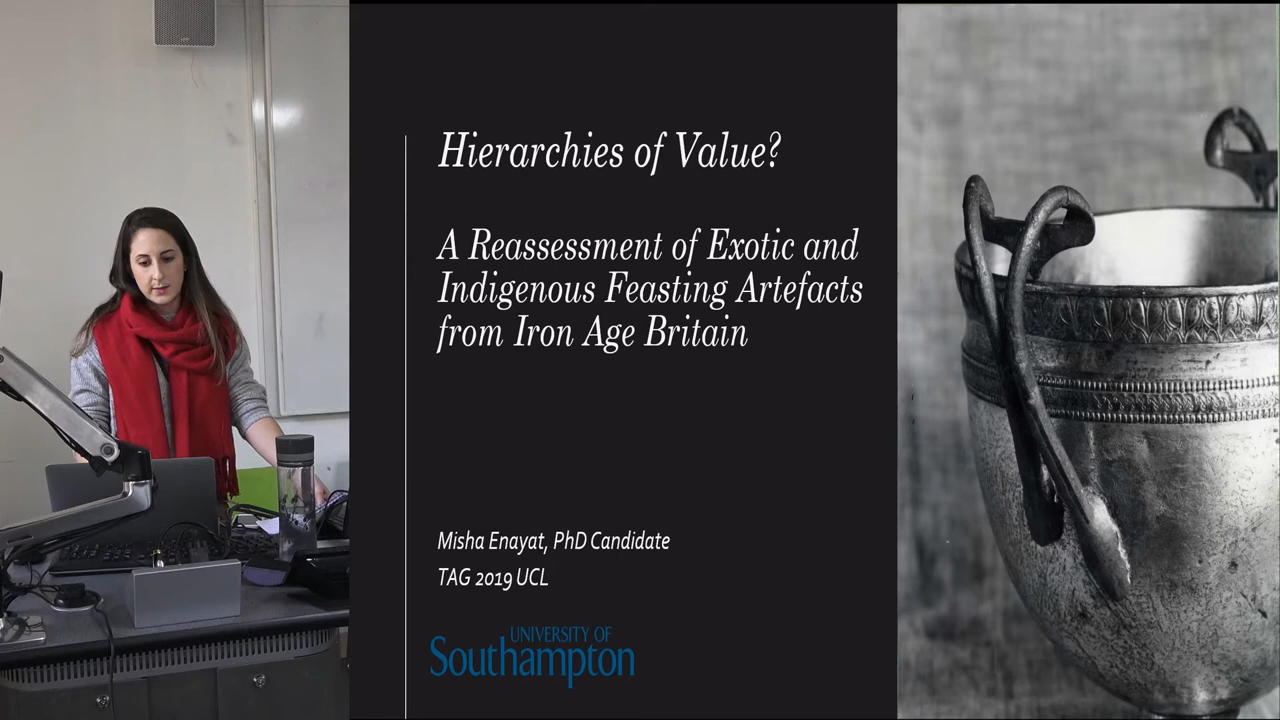 Hierarchies of Value?
A Reassessment of Exotic and
Indigenous Feasting Artefacts
from Iron Age Britain
Misha Enayat, PhD Candidate
TAG 2019 UCL
UNIVERSITY OF
Southampton